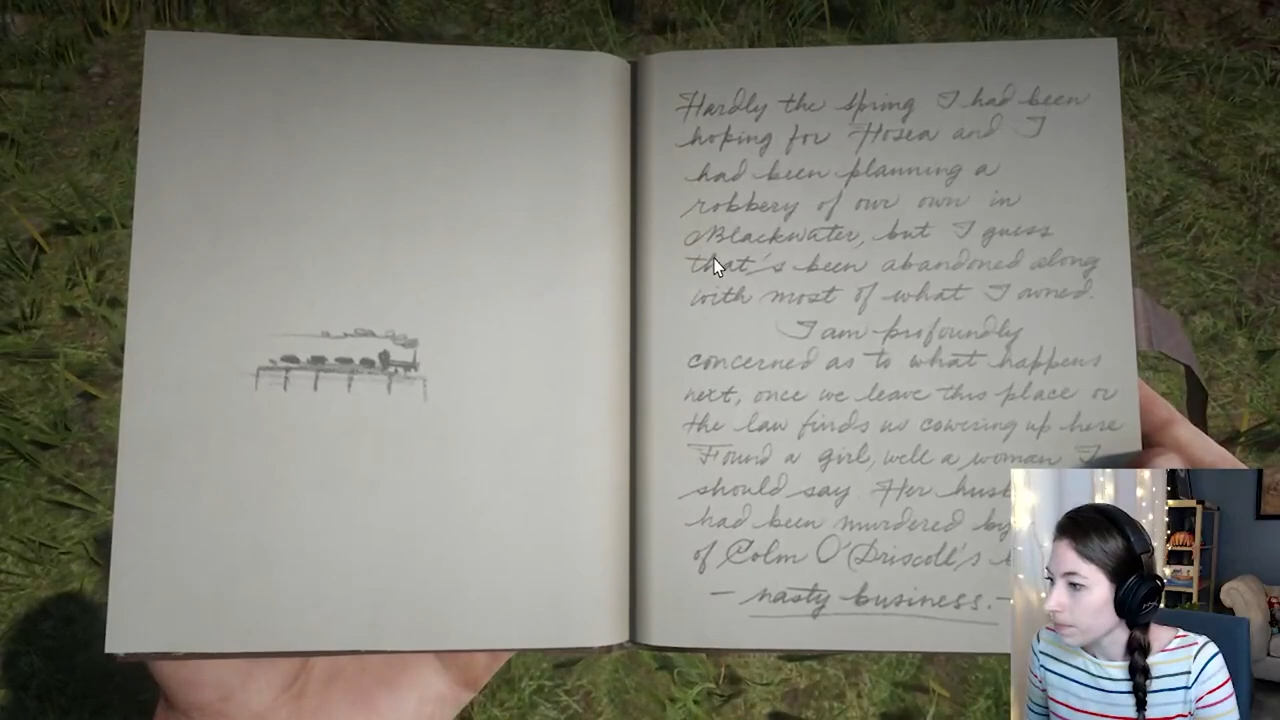 Hardly the spring I had been
hoping for Hosea and I
had been planning a
robbery of our own in
Blackwater, but I guess
that's been abandoned along
with most of what I owned.
I am profoundly
concerned as to what happens
next, once we leave this place or
the law finds us cowering up here
Found a girl, well a woman I
should say. Her
had been murdered by
of Colm O'Driscoll's
- nasty business. -